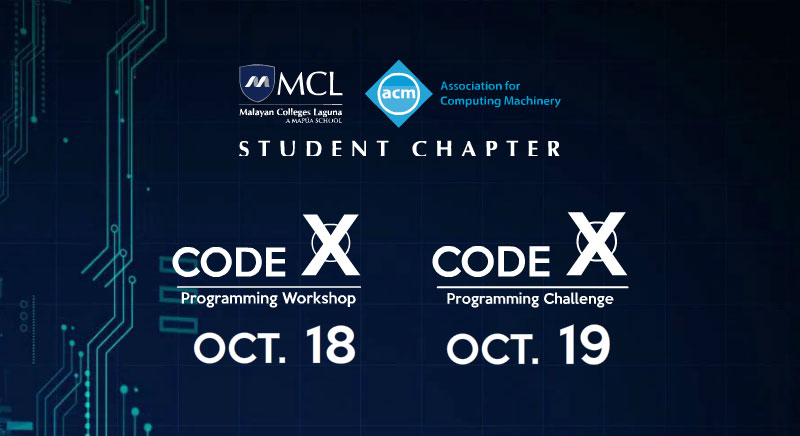 MCL
Malayan Colleges Laguna
A MAPÚA SCHOOL
acm
Association for
Computing Machinery
STUDENT CHAPTER
CODE X
Programming Workshop
OCT. 18
CODE X
Programming Challenge
OCT. 19